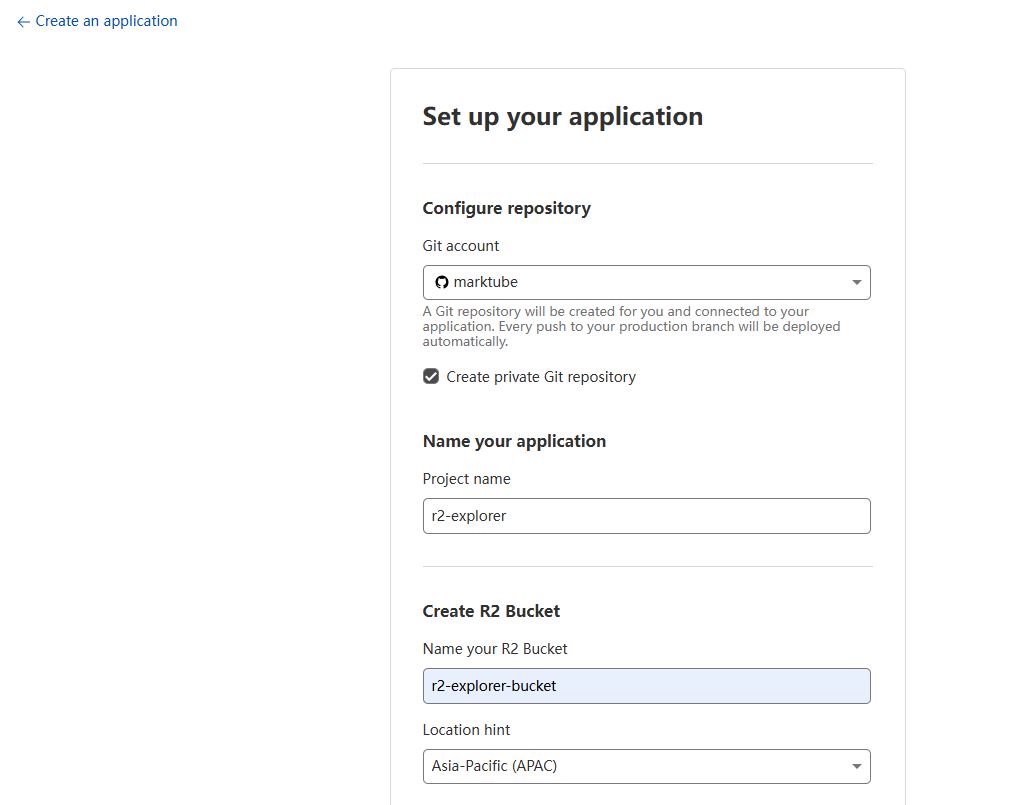 ← Create an application
Set up your application
Configure repository
Git account
marktube
A Git repository will be created for you and connected to your
application. Every push to your production branch will be deployed
automatically.
Create private Git repository
Name your application
Project name
r2-explorer
Create R2 Bucket
Name your R2 Bucket
r2-explorer-bucket
Location hint
Asia-Pacific (APAC)